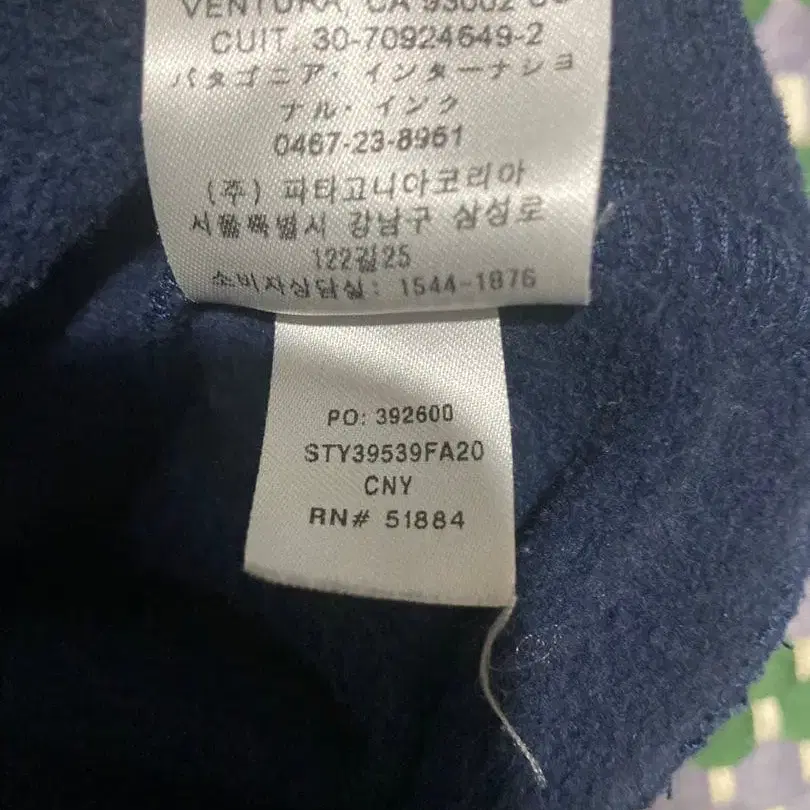 VENTURA, CA 93002 US
CUIT. 30-70924649-2
パタゴニア・インターナショ
ナル・インク
0467-23-8961
(주) 파타고니아코리아
서울특별시 강남구 삼성로
122길25
소비자상담실: 1544-1876
PO: 392600
STY39539FA20
CNY
RN# 51884